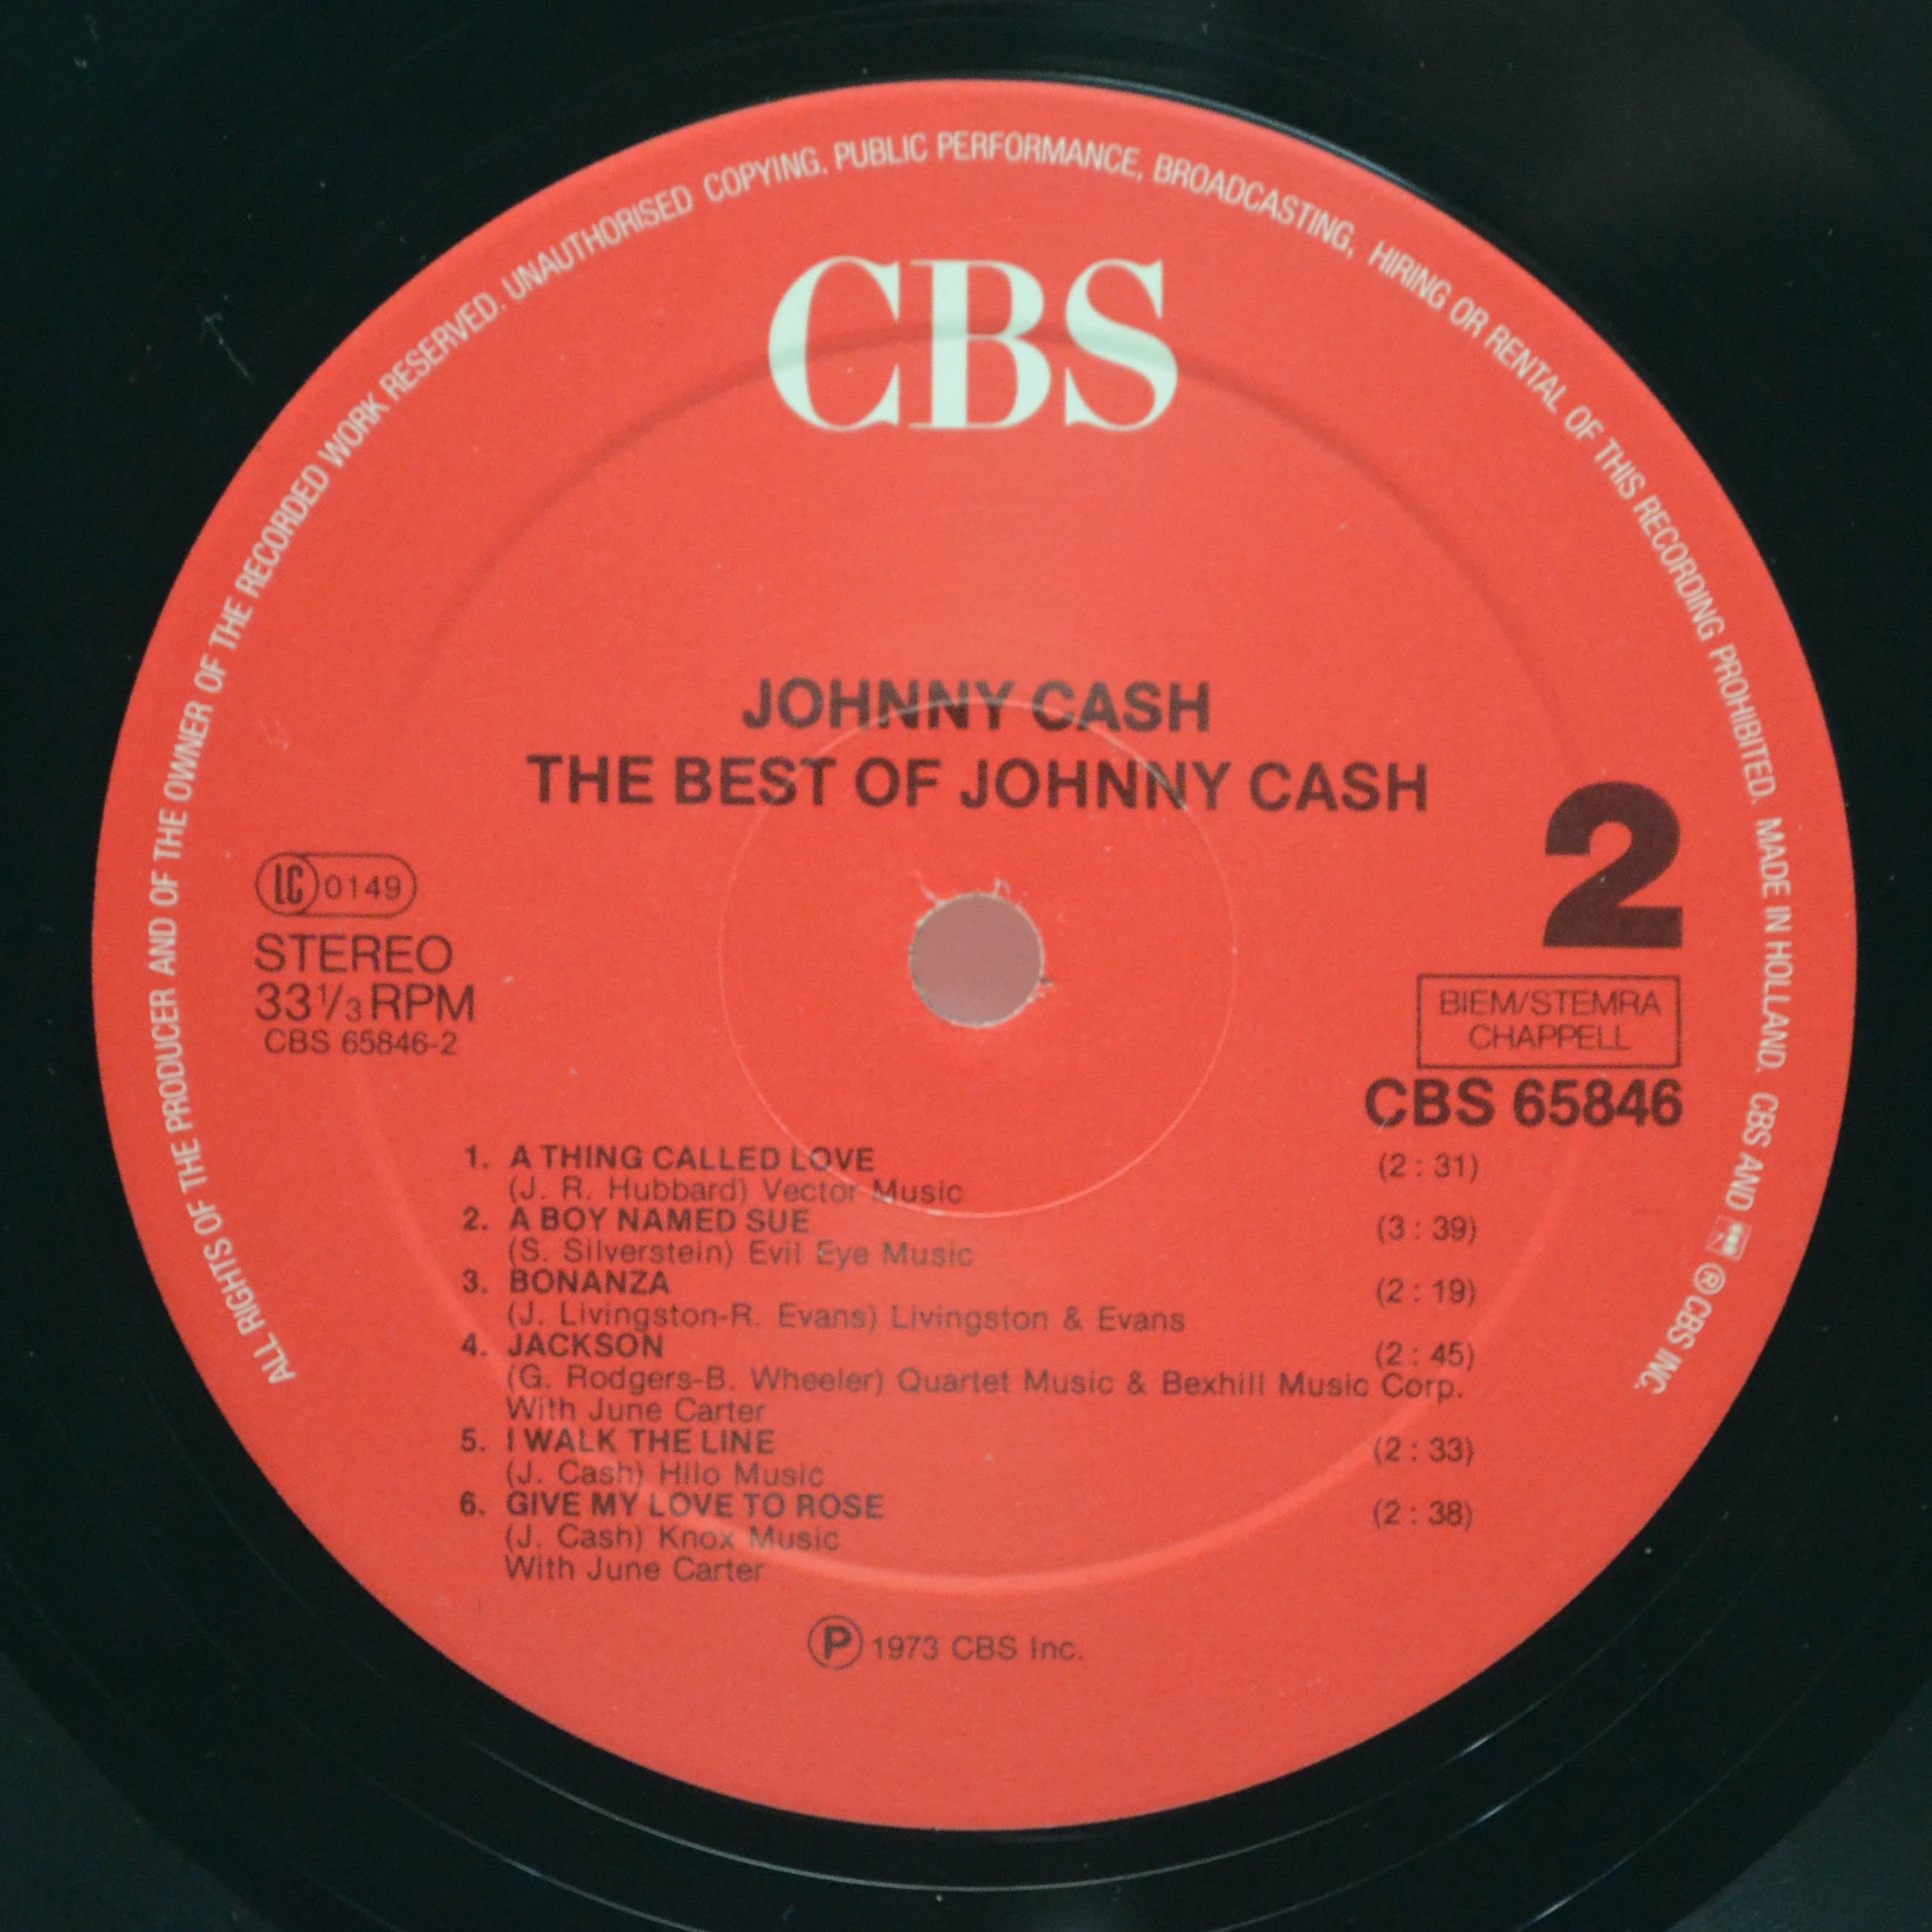 ALL RIGHTS OF THE PRODUCER AND OF THE OWNER OF THE RECORDED WORK RESERVED. UNAUTHORISED COPYING, PUBLIC PERFORMANCE, BROADCASTING, HIRING OR RENTAL OF THIS RECORDING PROHIBITED. MADE IN HOLLAND. CBS AND ® CBS INC.
CBS
JOHNNY CASH
THE BEST OF JOHNNY CASH
2
LC 0149
STEREO
33 1/3 RPM
CBS 65846-2
BIEM/STEMRA
CHAPPELL
CBS 65846
1. A THING CALLED LOVE (2 : 31)
(J. R. Hubbard) Vector Music
2. A BOY NAMED SUE (3 : 39)
(S. Silverstein) Evil Eye Music
3. BONANZA (2 : 19)
(J. Livingston-R. Evans) Livingston & Evans
4. JACKSON (2 : 45)
(G. Rodgers-B. Wheeler) Quartet Music & Bexhill Music Corp.
With June Carter
5. I WALK THE LINE (2 : 33)
(J. Cash) Hilo Music
6. GIVE MY LOVE TO ROSE (2 : 38)
(J. Cash) Knox Music
With June Carter
℗ 1973 CBS Inc.